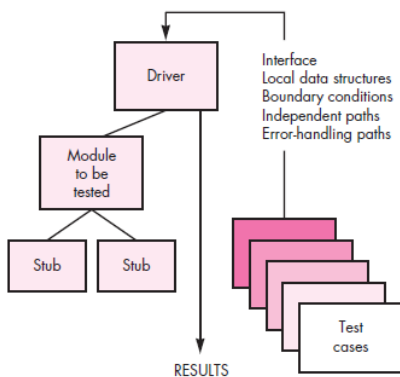 Driver
Interface
Local data structures
Boundary conditions
Independent paths
Error-handling paths
Module
to be
tested
Stub
Stub
Test
cases
RESULTS